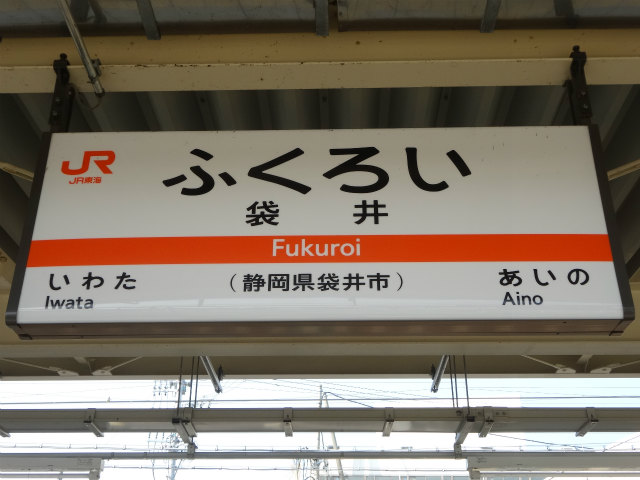 JR
JR東海
ふくろい
袋井
Fukuroi
いわた
Iwata
(静岡県袋井市)
あいの
Aino